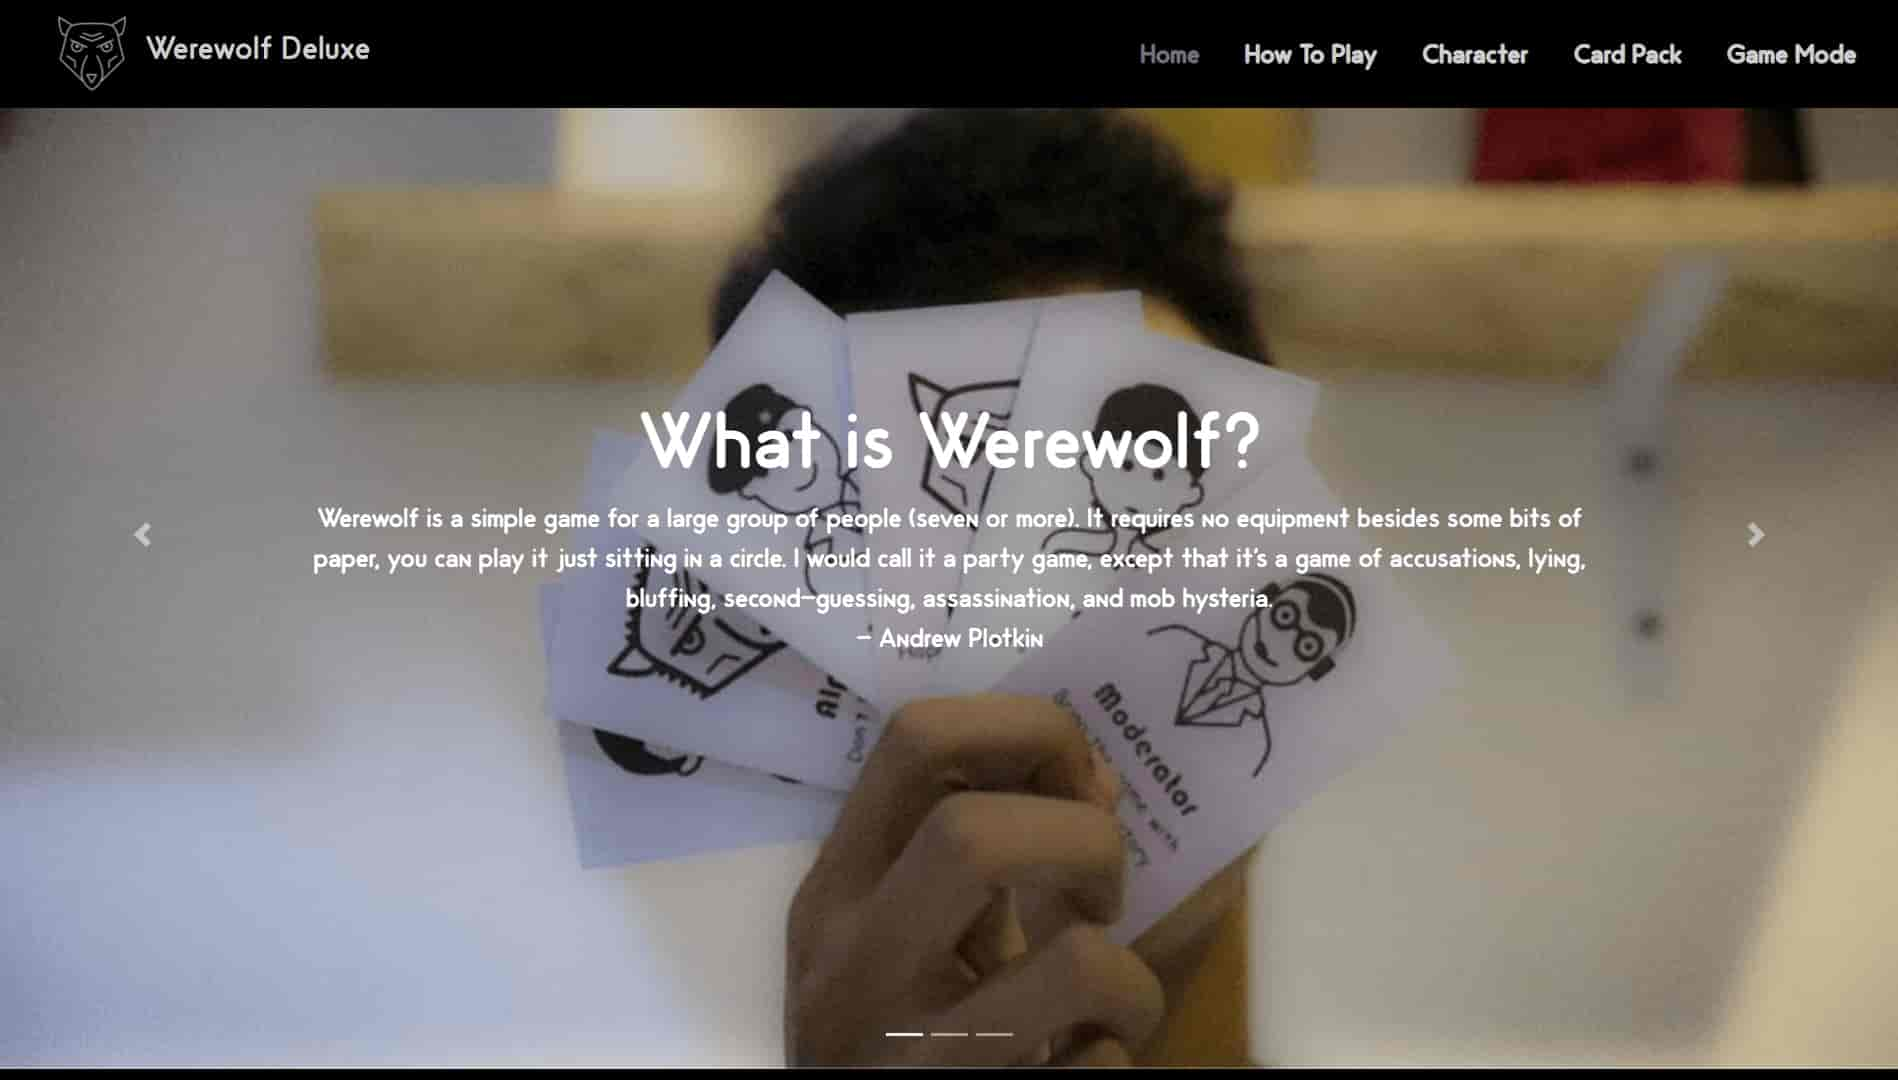 Werewolf Deluxe
Home
How To Play
Character
Card Pack
Game Mode
What is Werewolf?
Werewolf is a simple game for a large group of people (seven or more). It requires no equipment besides some bits of
paper, you can play it just sitting in a circle. I would call it a party game, except that it's a game of accusations, lying,
bluffing, second-guessing, assassination, and mob hysteria.
- Andrew Plotkin
Moderator
with
Don't